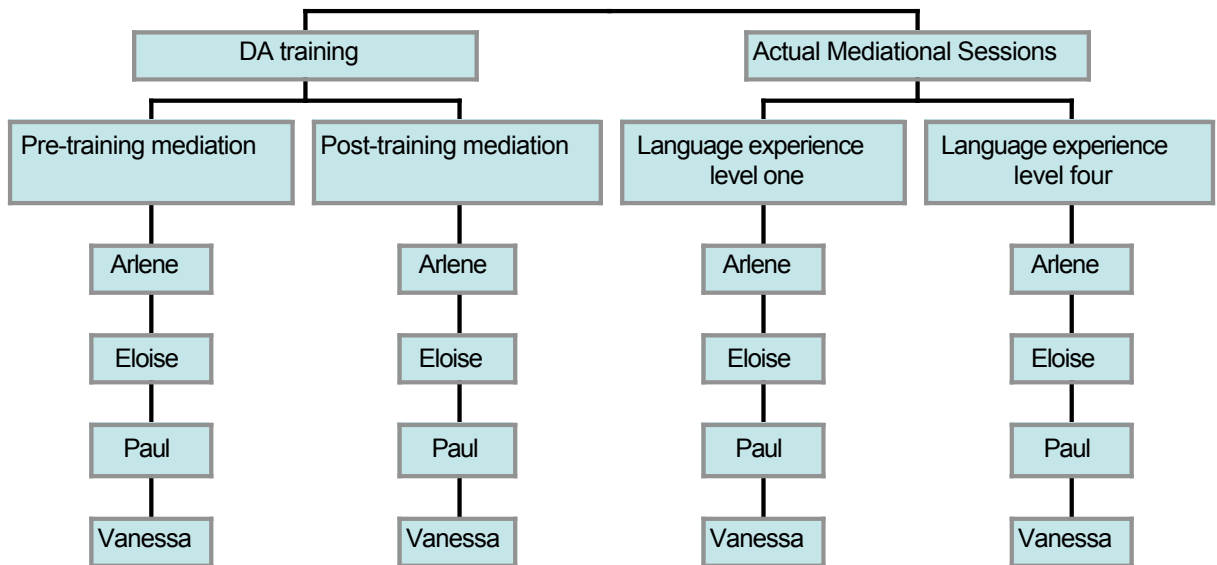 DA training
Actual Mediational Sessions
Pre-training mediation
Post-training mediation
Language experience
level one
Language experience
level four
Arlene
Arlene
Arlene
Arlene
Eloise
Eloise
Eloise
Eloise
Paul
Paul
Paul
Paul
Vanessa
Vanessa
Vanessa
Vanessa